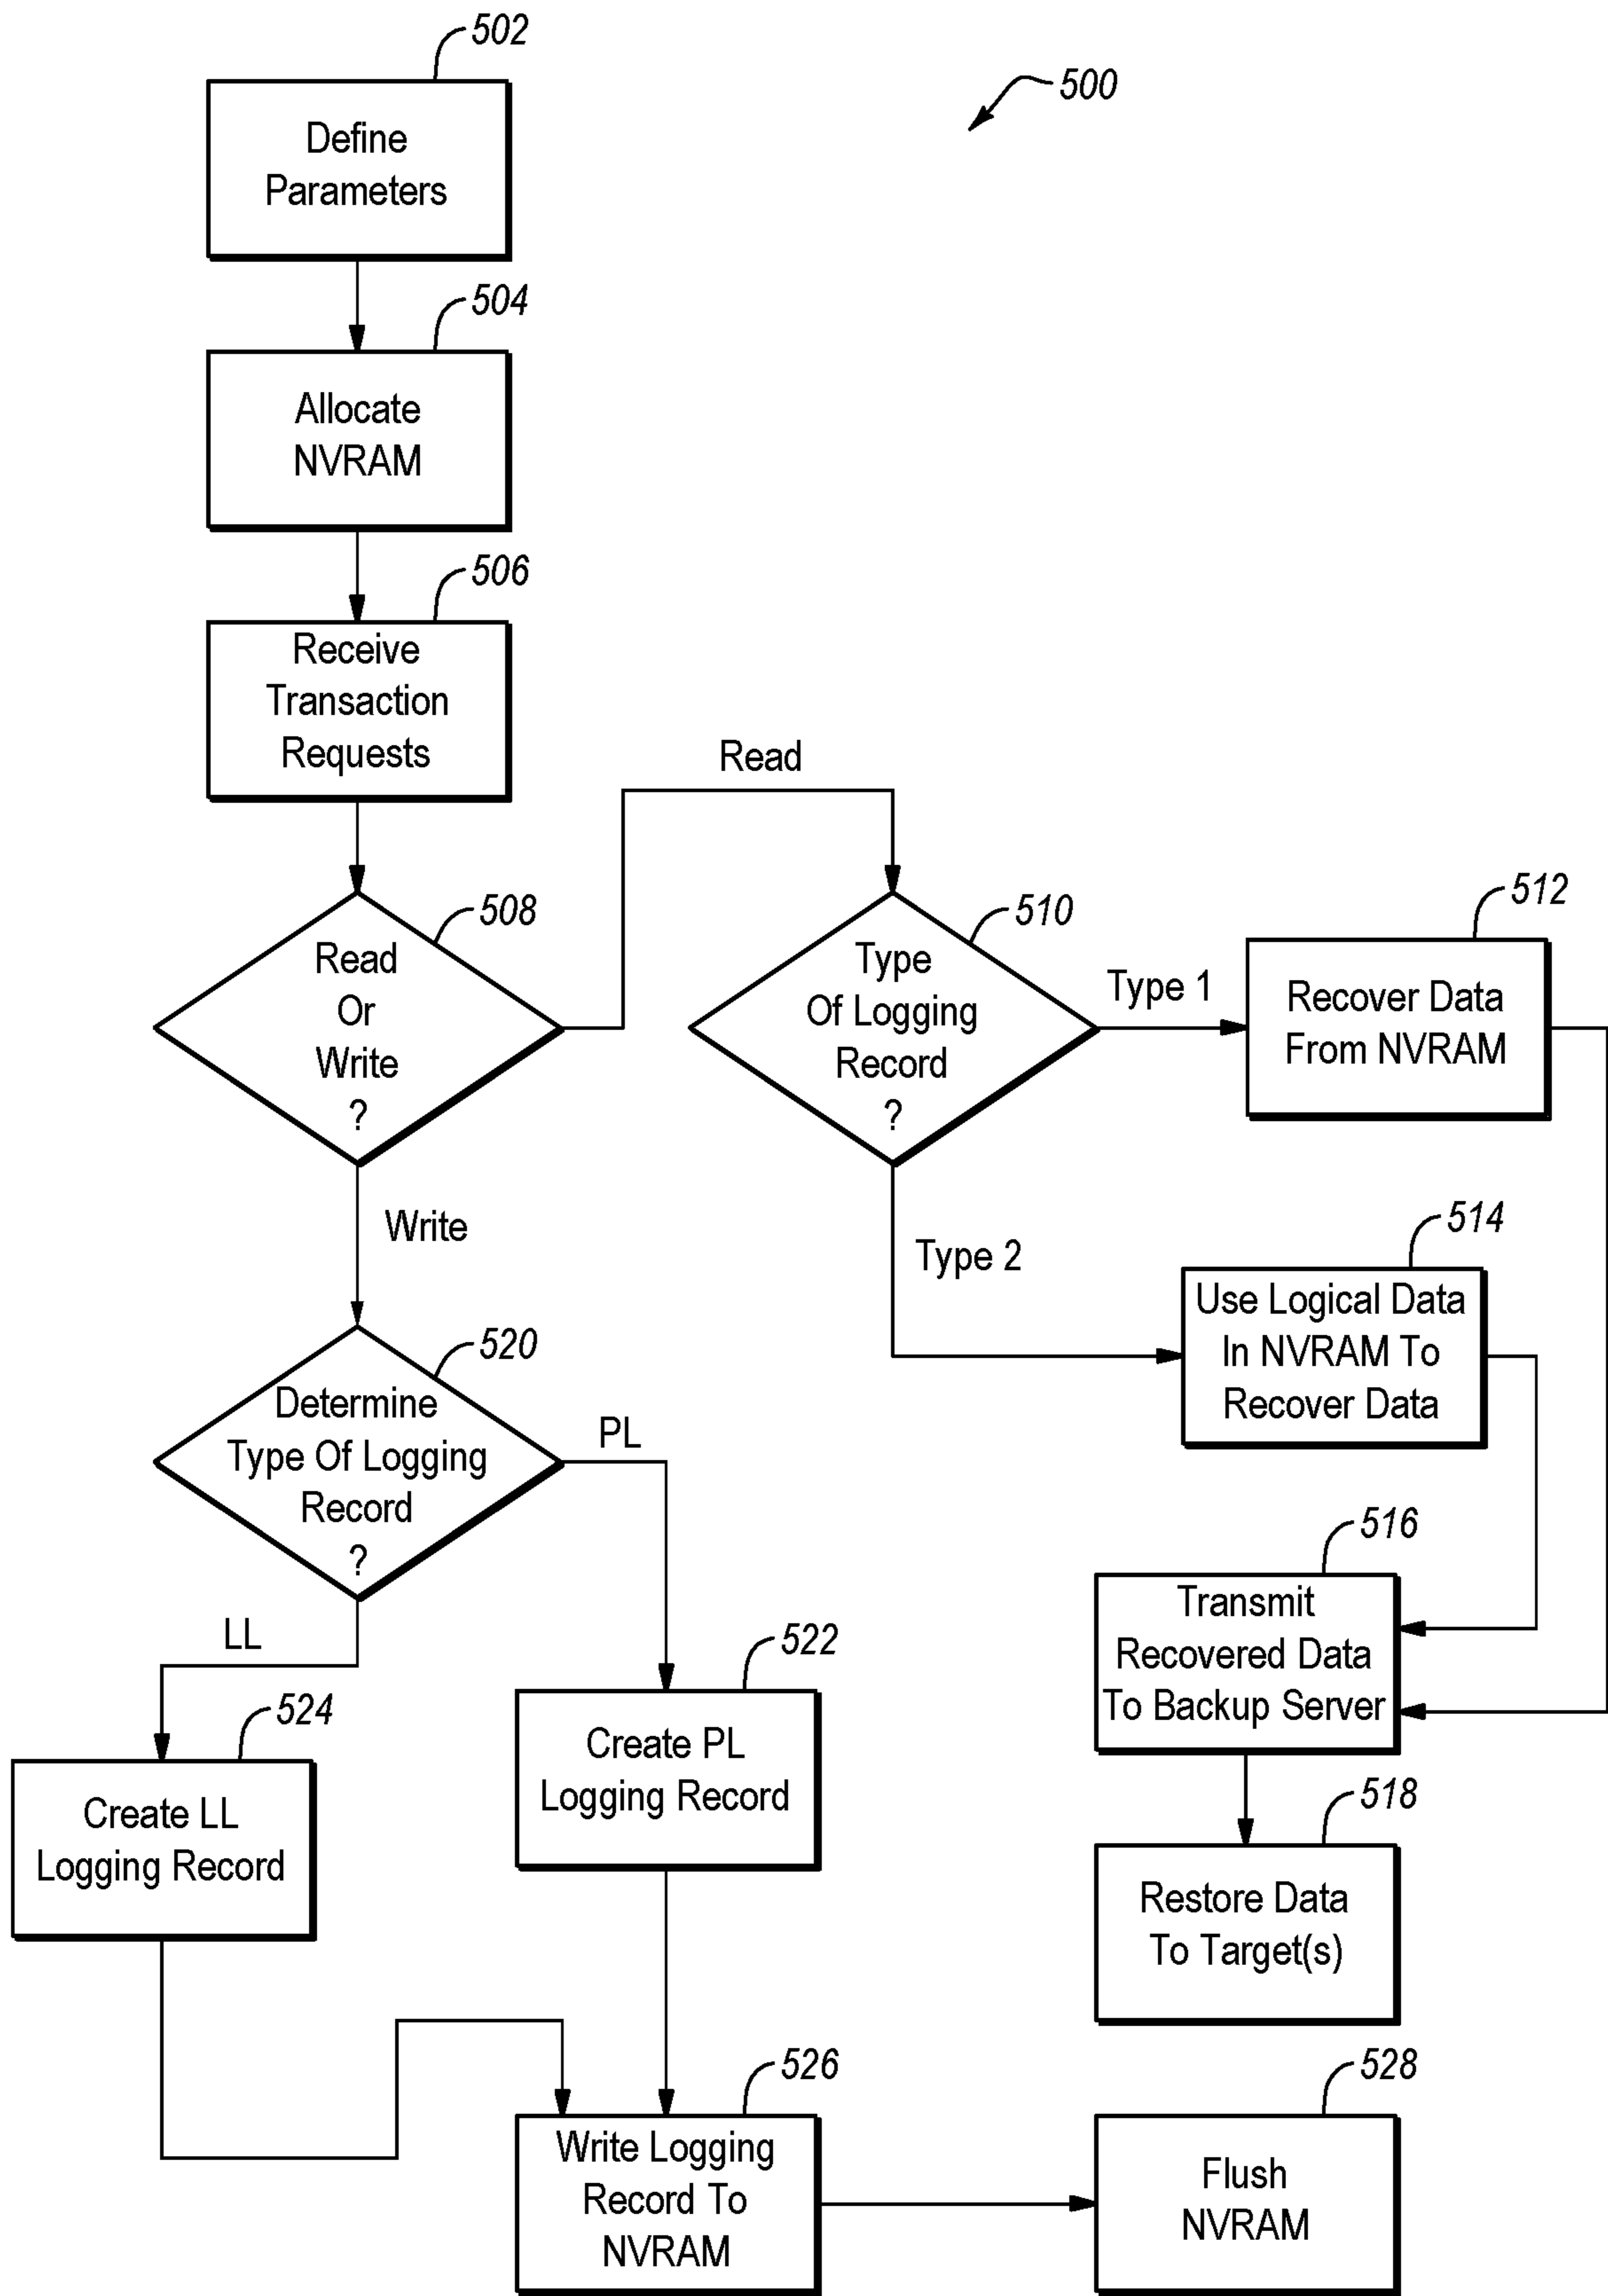 502
Define
Parameters
500
504
Allocate
NVRAM
506
Receive
Transaction
Requests
Read
508
Read
Or
Write
?
510
Type
Of Logging
Record
?
Type 1
512
Recover Data
From NVRAM
Write
Type 2
514
Use Logical Data
In NVRAM To
Recover Data
520
Determine
Type Of Logging
Record
?
PL
LL
516
Transmit
Recovered Data
To Backup Server
522
Create PL
Logging Record
524
Create LL
Logging Record
518
Restore Data
To Target(s)
526
Write Logging
Record To
NVRAM
528
Flush
NVRAM